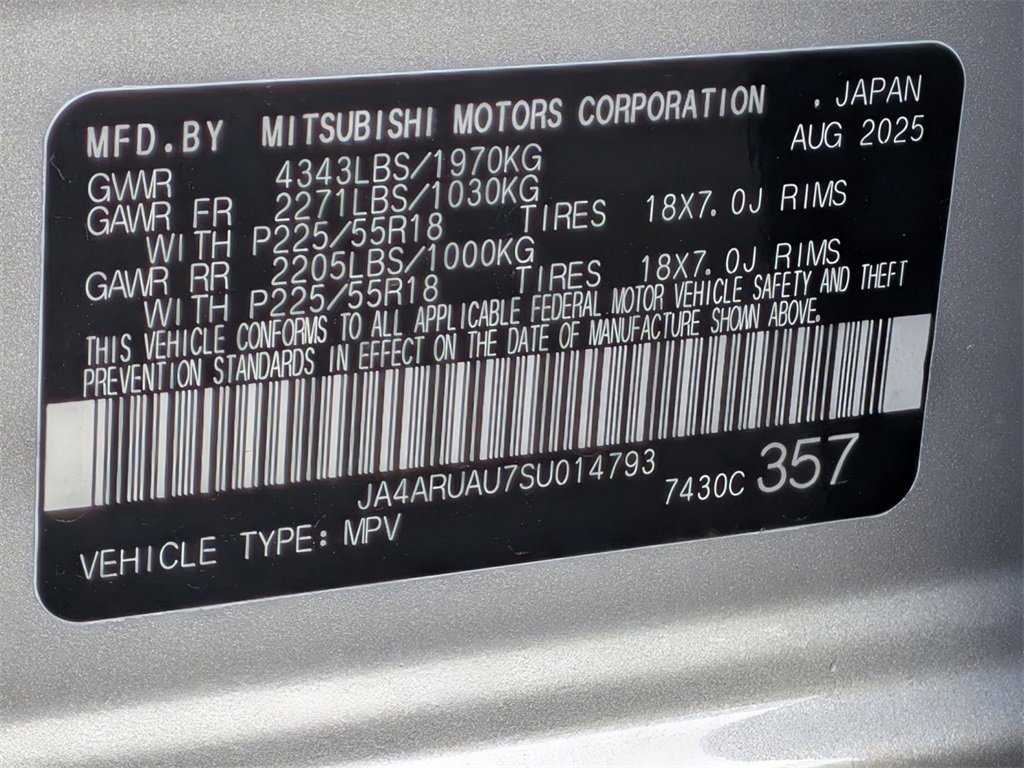 MFD.BY MITSUBISHI MOTORS CORPORATION . JAPAN
AUG 2025
GVWR 4343LBS/1970KG
GAWR FR 2271LBS/1030KG
WITH P225/55R18 TIRES 18X7.0J RIMS
GAWR RR 2205LBS/1000KG
WITH P225/55R18 TIRES 18X7.0J RIMS
THIS VEHICLE CONFORMS TO ALL APPLICABLE FEDERAL MOTOR VEHICLE SAFETY AND THEFT
PREVENTION STANDARDS IN EFFECT ON THE DATE OF MANUFACTURE SHOWN ABOVE.
JA4ARUAU7SU014793
7430C 357
VEHICLE TYPE: MPV